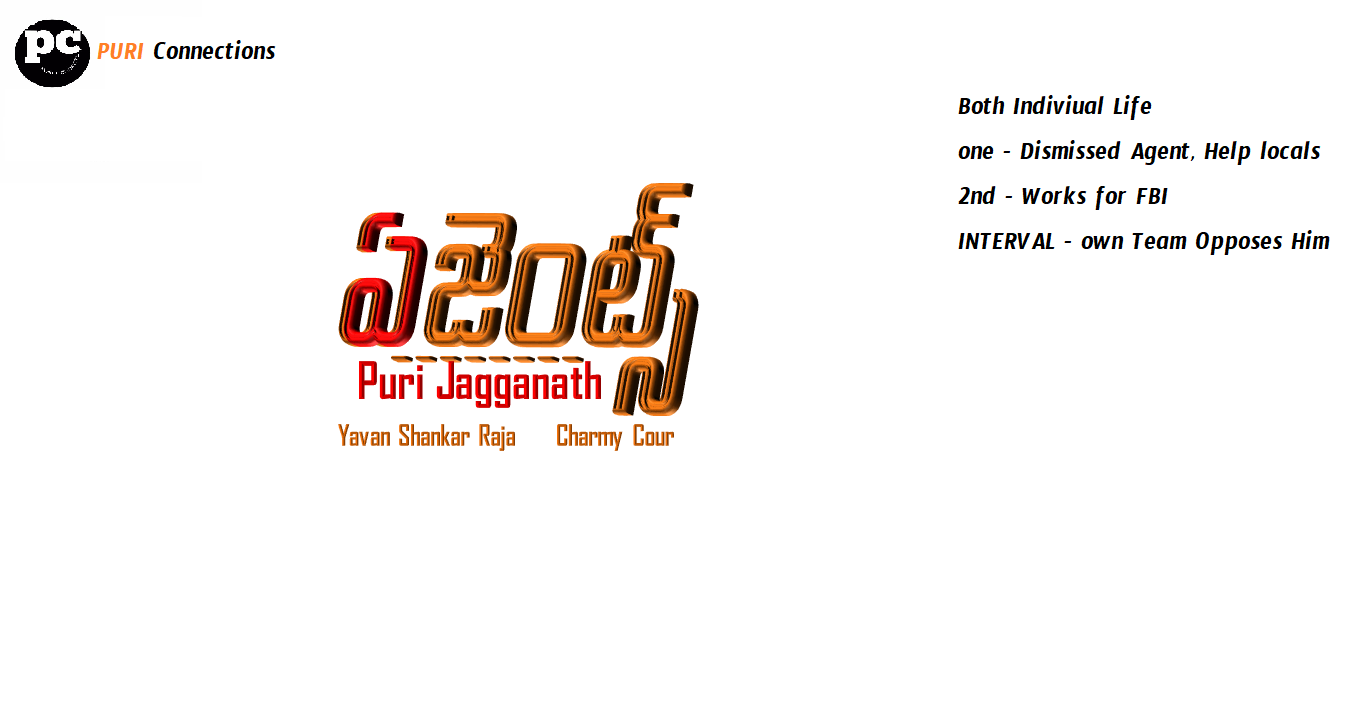 pc PURI Connections
Both Indiviual Life
one - Dismissed Agent, Help locals
2nd - Works for FBI
INTERVAL - own Team Opposes Him
ఏజెంట్స్
Puri Jagganath
Yavan Shankar Raja Charmy Cour